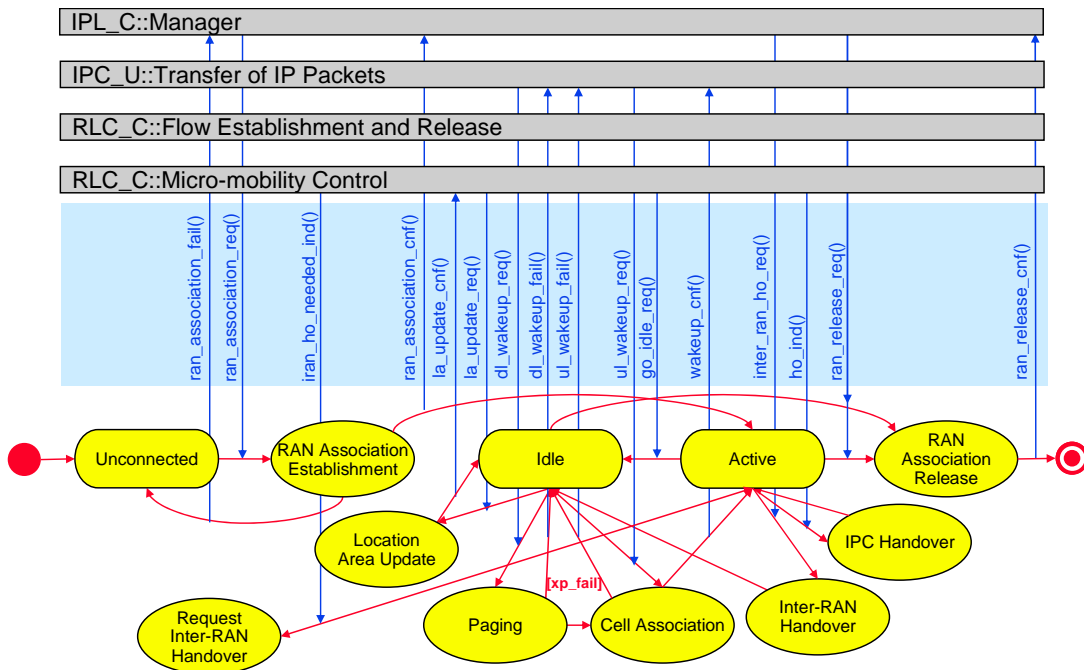 IPL_C::Manager
IPC_U::Transfer of IP Packets
RLC_C::Flow Establishment and Release
RLC_C::Micro-mobility Control
ran_association_fail()
ran_association_req()
iran_ho_needed_ind()
ran_association_cnf()
la_update_cnf()
la_update_req()
dl_wakeup_req()
dl_wakeup_fail()
ul_wakeup_fail()
ul_wakeup_req()
go_idle_req()
wakeup_cnf()
inter_ran_ho_req()
ho_ind()
ran_release_req()
ran_release_cnf()
Unconnected
RAN Association
Establishment
Idle
Active
RAN
Association
Release
Location
Area Update
IPC Handover
[xp_fail]
Request
Inter-RAN
Handover
Paging
Cell Association
Inter-RAN
Handover